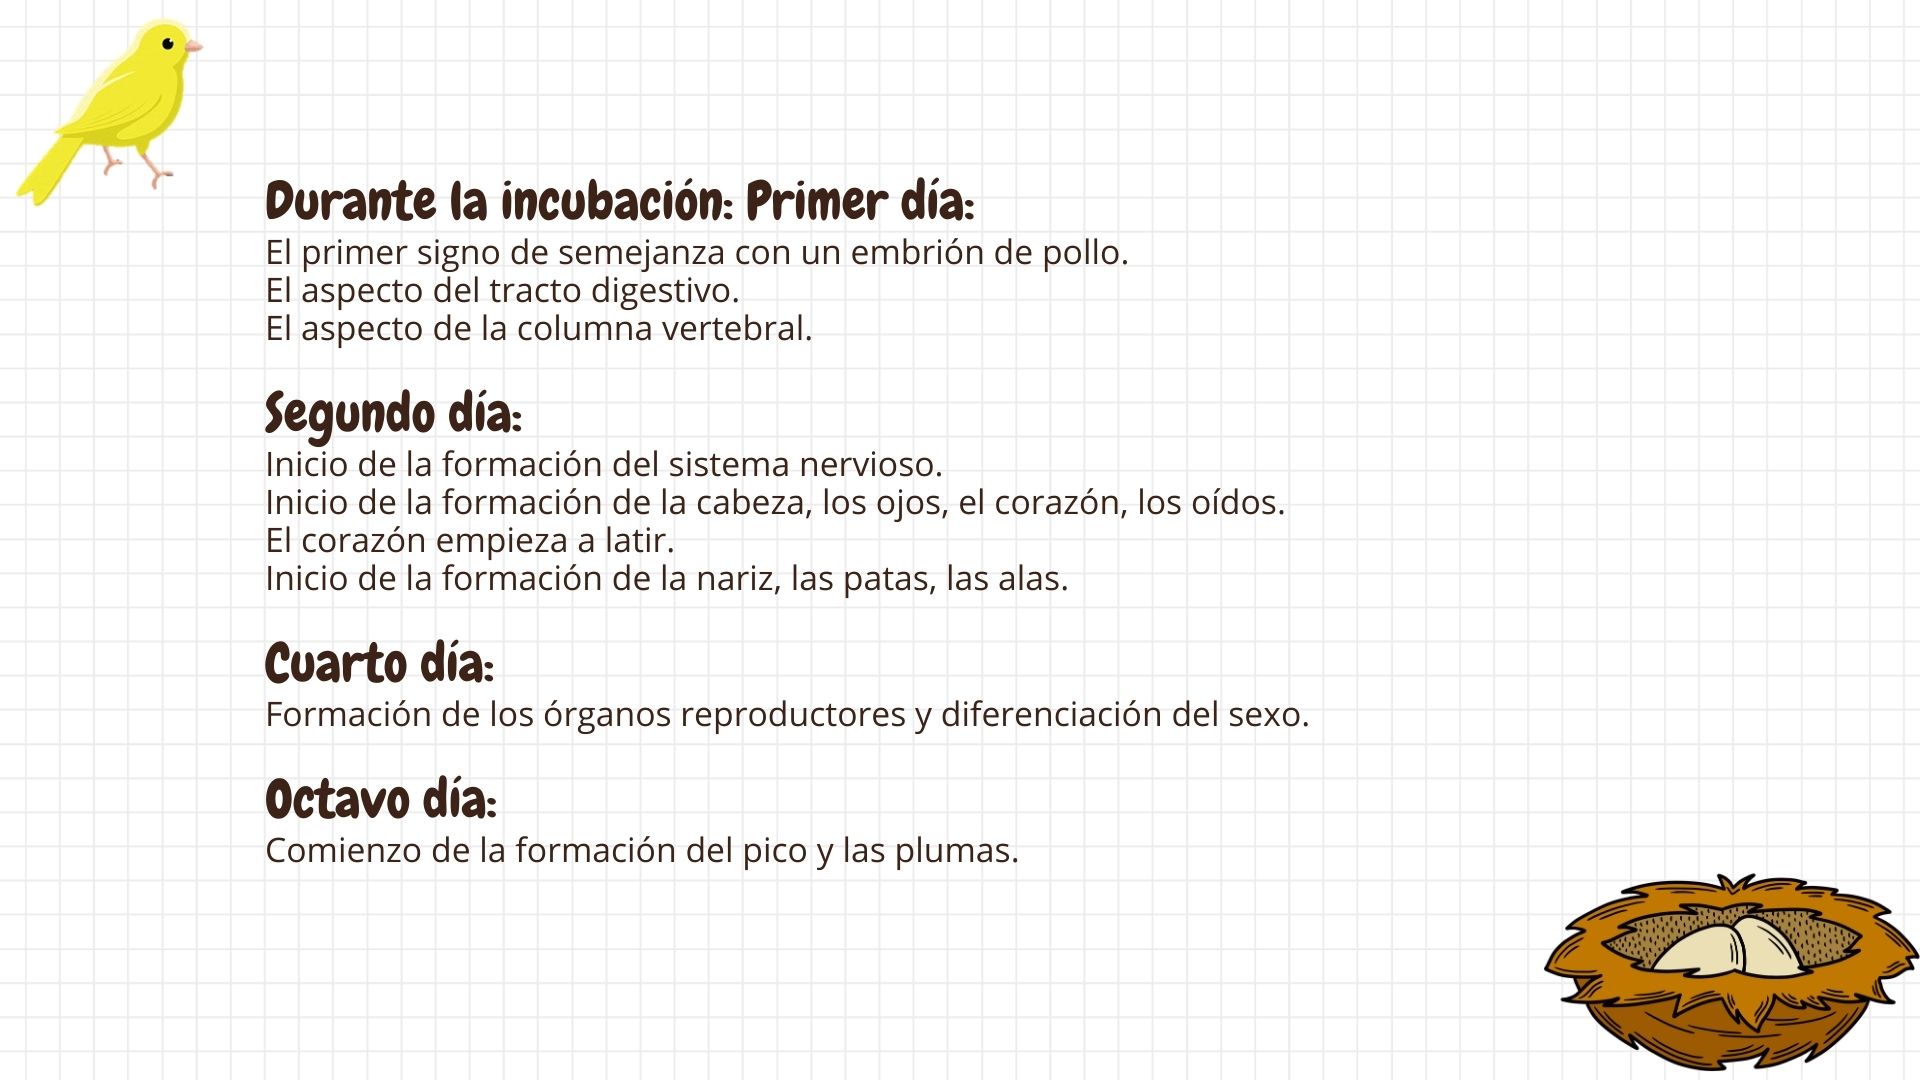 Durante la incubación: Primer día:
El primer signo de semejanza con un embrión de pollo.
El aspecto del tracto digestivo.
El aspecto de la columna vertebral.
Segundo día:
Inicio de la formación del sistema nervioso.
Inicio de la formación de la cabeza, los ojos, el corazón, los oídos.
El corazón empieza a latir.
Inicio de la formación de la nariz, las patas, las alas.
Cuarto día:
Formación de los órganos reproductores y diferenciación del sexo.
Octavo día:
Comienzo de la formación del pico y las plumas.